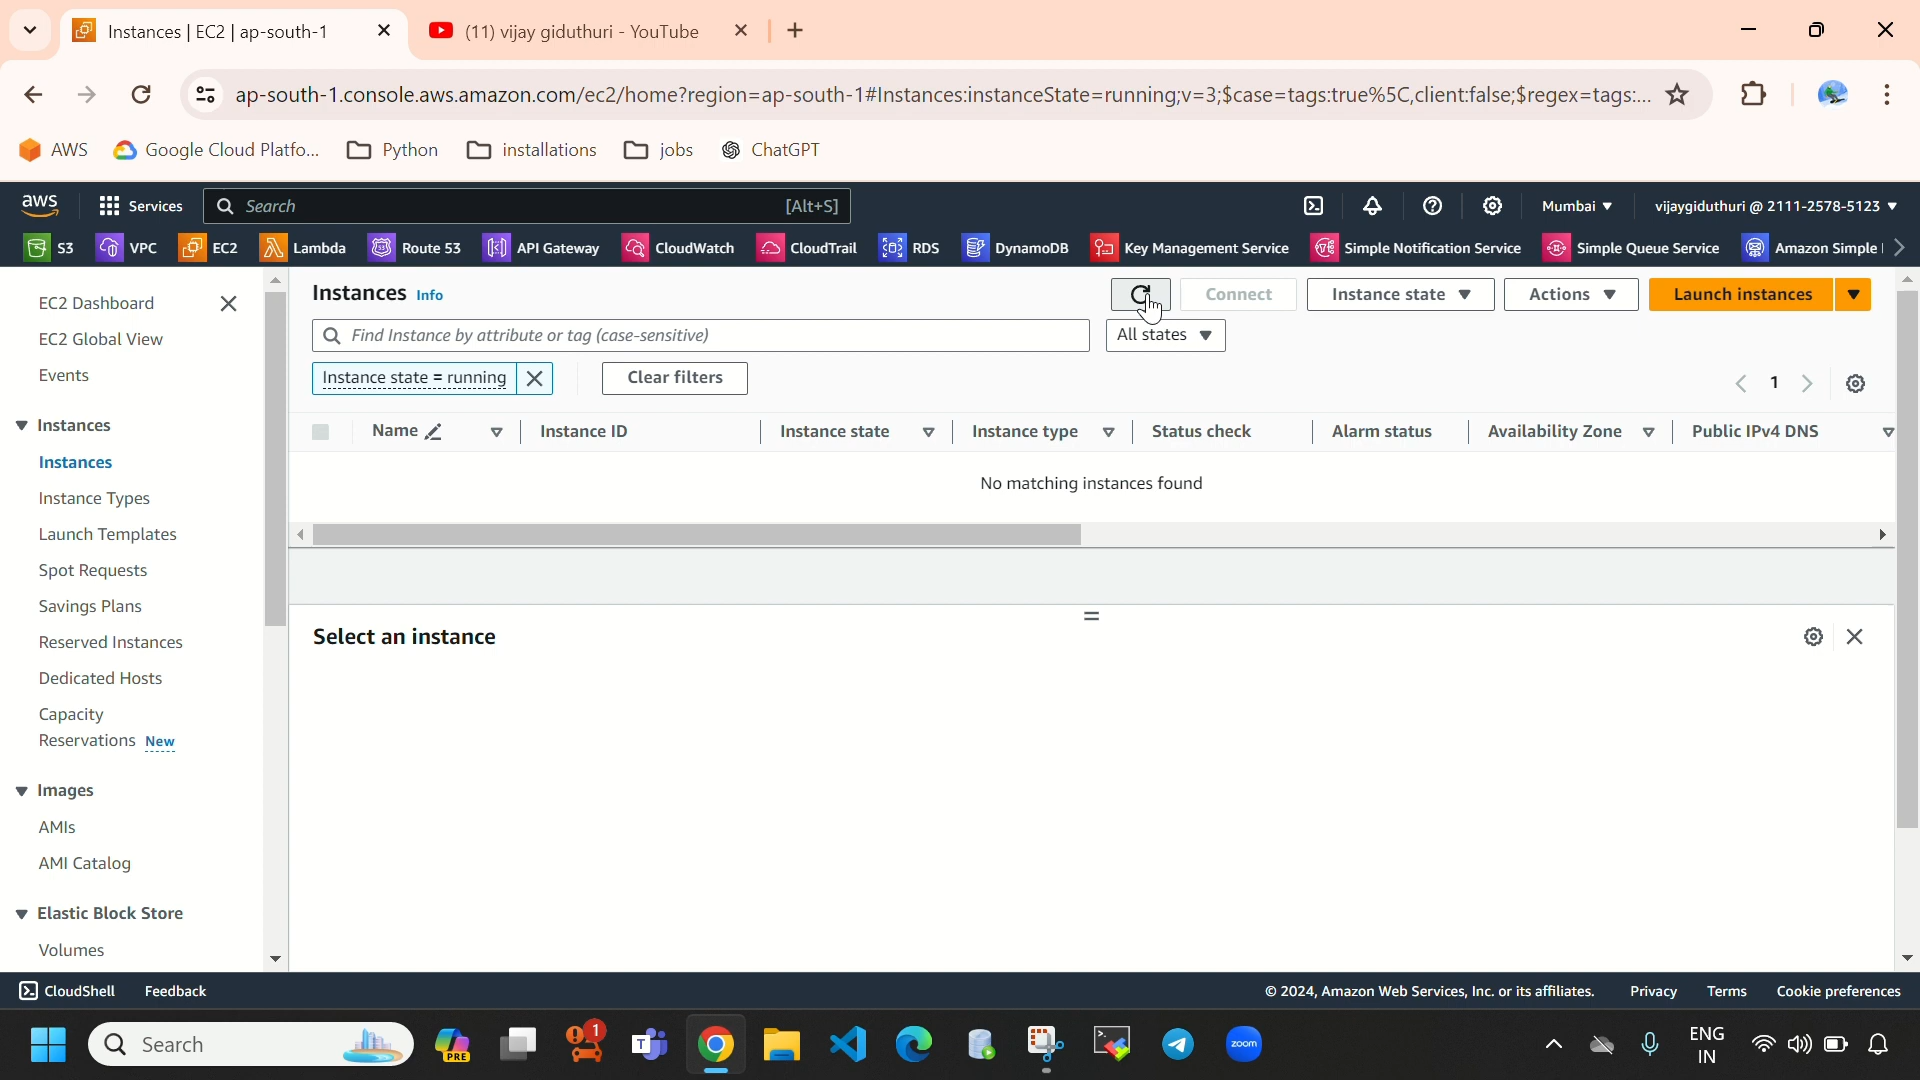 Instances | EC2 | ap-south-1
(11) vijay giduthuri - YouTube
ap-south-1.console.aws.amazon.com/ec2/home?region=ap-south-1#Instances:instanceState=running;v=3;$case=tags:true%5C,client:false;$regex=tags:...
AWS Google Cloud Platfo... Python installations jobs ChatGPT
aws Services Search [Alt+S] Mumbai vijaygiduthuri @ 2111-2578-5123
S3 VPC EC2 Lambda Route 53 API Gateway CloudWatch CloudTrail RDS DynamoDB Key Management Service Simple Notification Service Simple Queue Service Amazon Simple
EC2 Dashboard
EC2 Global View
Events
Instances
Instances
Instance Types
Launch Templates
Spot Requests
Savings Plans
Reserved Instances
Dedicated Hosts
Capacity
Reservations New
Images
AMIs
AMI Catalog
Elastic Block Store
Volumes
Instances Info
Connect Instance state Actions Launch instances
Find Instance by attribute or tag (case-sensitive) All states
Instance state = running Clear filters 1
Name Instance ID Instance state Instance type Status check Alarm status Availability Zone Public IPv4 DNS
No matching instances found
Select an instance
CloudShell Feedback © 2024, Amazon Web Services, Inc. or its affiliates. Privacy Terms Cookie preferences
Search PRE 1 zoom ENG
IN